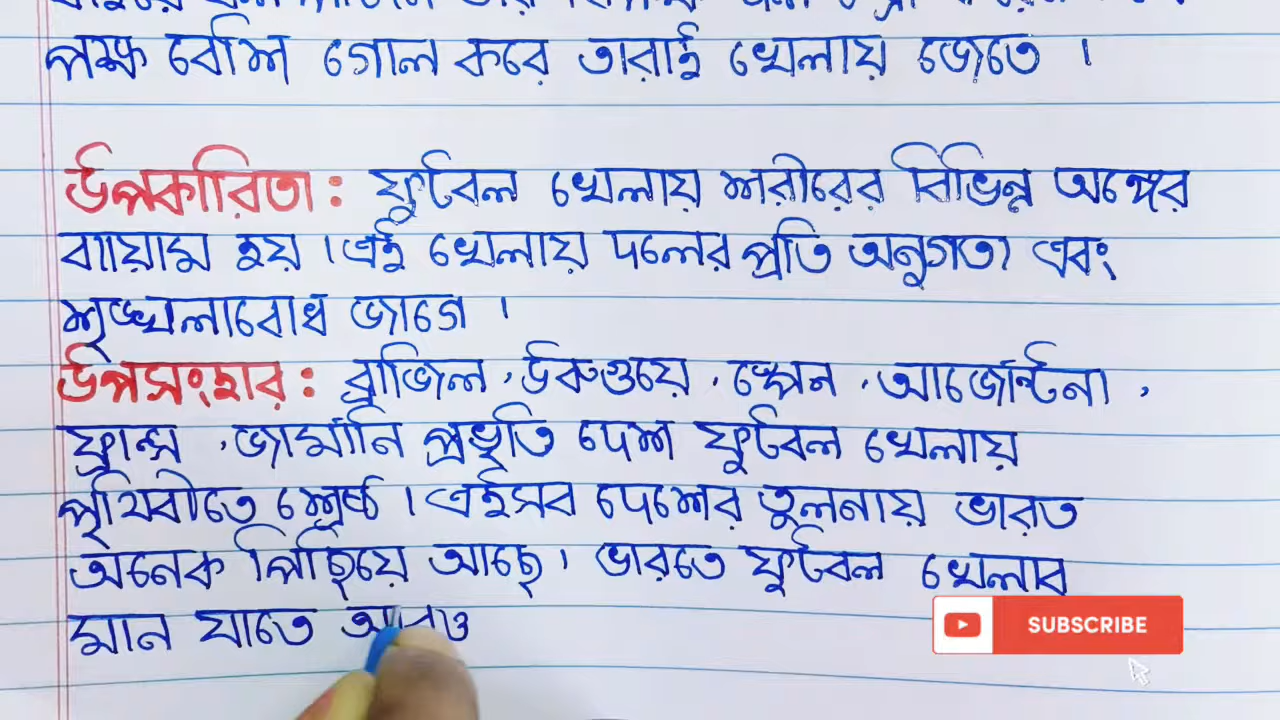 পক্ষ বেশি গোল করে তারাই খেলায় জেতে ।
উপকারিতা : ফুটবল খেলায় শরীরের বিভিন্ন অঙ্গের
ব্যায়াম হয় । এই খেলায় দলের প্রতি অনুগত্য এবং
শৃঙ্খলাবোধ জাগে ।
উপসংহার : ব্রাজিল , উরুগুয়ে , স্পেন , আর্জেন্টিনা ,
ফ্রান্স , জার্মানি প্রভৃতি দেশ ফুটবল খেলায়
পৃথিবীতে শ্রেষ্ঠ । এইসব দেশের তুলনায় ভারত
অনেক পিছিয়ে আছে । ভারতে ফুটবল খেলাব
মান যাতে আরও
SUBSCRIBE